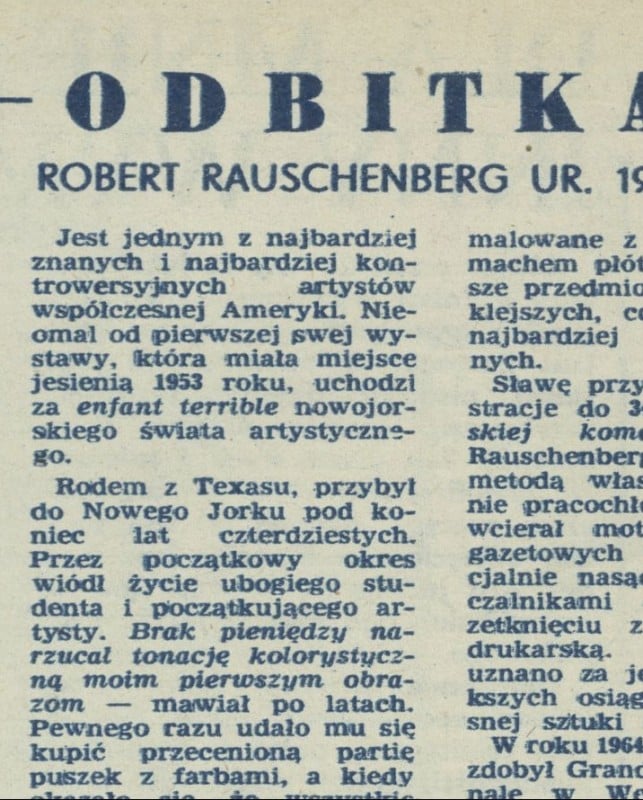 ODBITKA
ROBERT RAUSCHENBERG UR. 19
Jest jednym z najbardziej
znanych i najbardziej kon-
trowersyjnych artystów
współczesnej Ameryki. Nie-
omal od pierwszej swej wy-
stawy, która miała miejsce
jesienią 1953 roku, uchodzi
za enfant terrible nowojor-
skiego świata artystyczne-
go.
Rodem z Texasu, przybył
do Nowego Jorku pod ko-
niec lat czterdziestych.
Przez początkowy okres
wiódł życie ubogiego stu-
denta i początkującego ar-
tysty. Brak pieniędzy na-
rzucał tonację kolorystycz-
ną moim pierwszym obra-
zom — mawiał po latach.
Pewnego razu udało mu się
kupić przecenioną partię
puszek z farbami, a kiedy
malowane z
machem płót
sze przedmio
klejszych, co
najbardziej
nych.
Sławę przy
stracje do 3
skiej kome
Rauschenberg
metodą włas
nie pracochł
wcierał mot
gazetowych
cjalnie nasą
czalnikami
zetknięciu z
drukarską.
uznano za je
kszych osiąg
snej sztuki
W roku 1964
zdobył Grand
nale w We